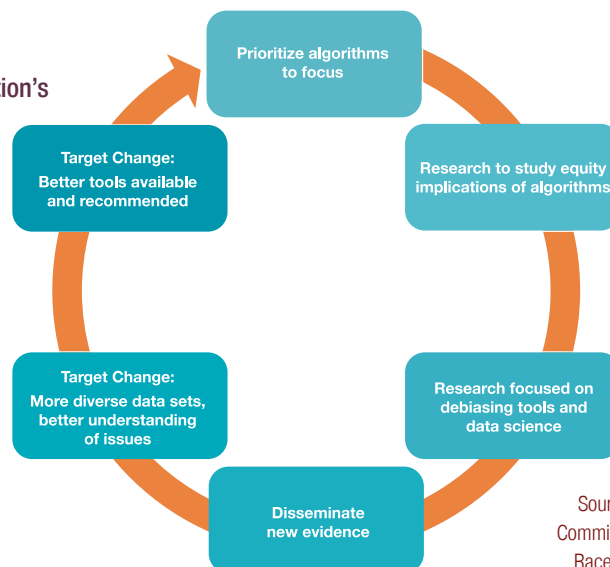 tion's
Prioritize algorithms
to focus
Research to study equity
implications of algorithms
Research focused on
debiasing tools and
data science
Disseminate
new evidence
Target Change:
More diverse data sets,
better understanding
of issues
Target Change:
Better tools available
and recommended
Sour
Commi
Race